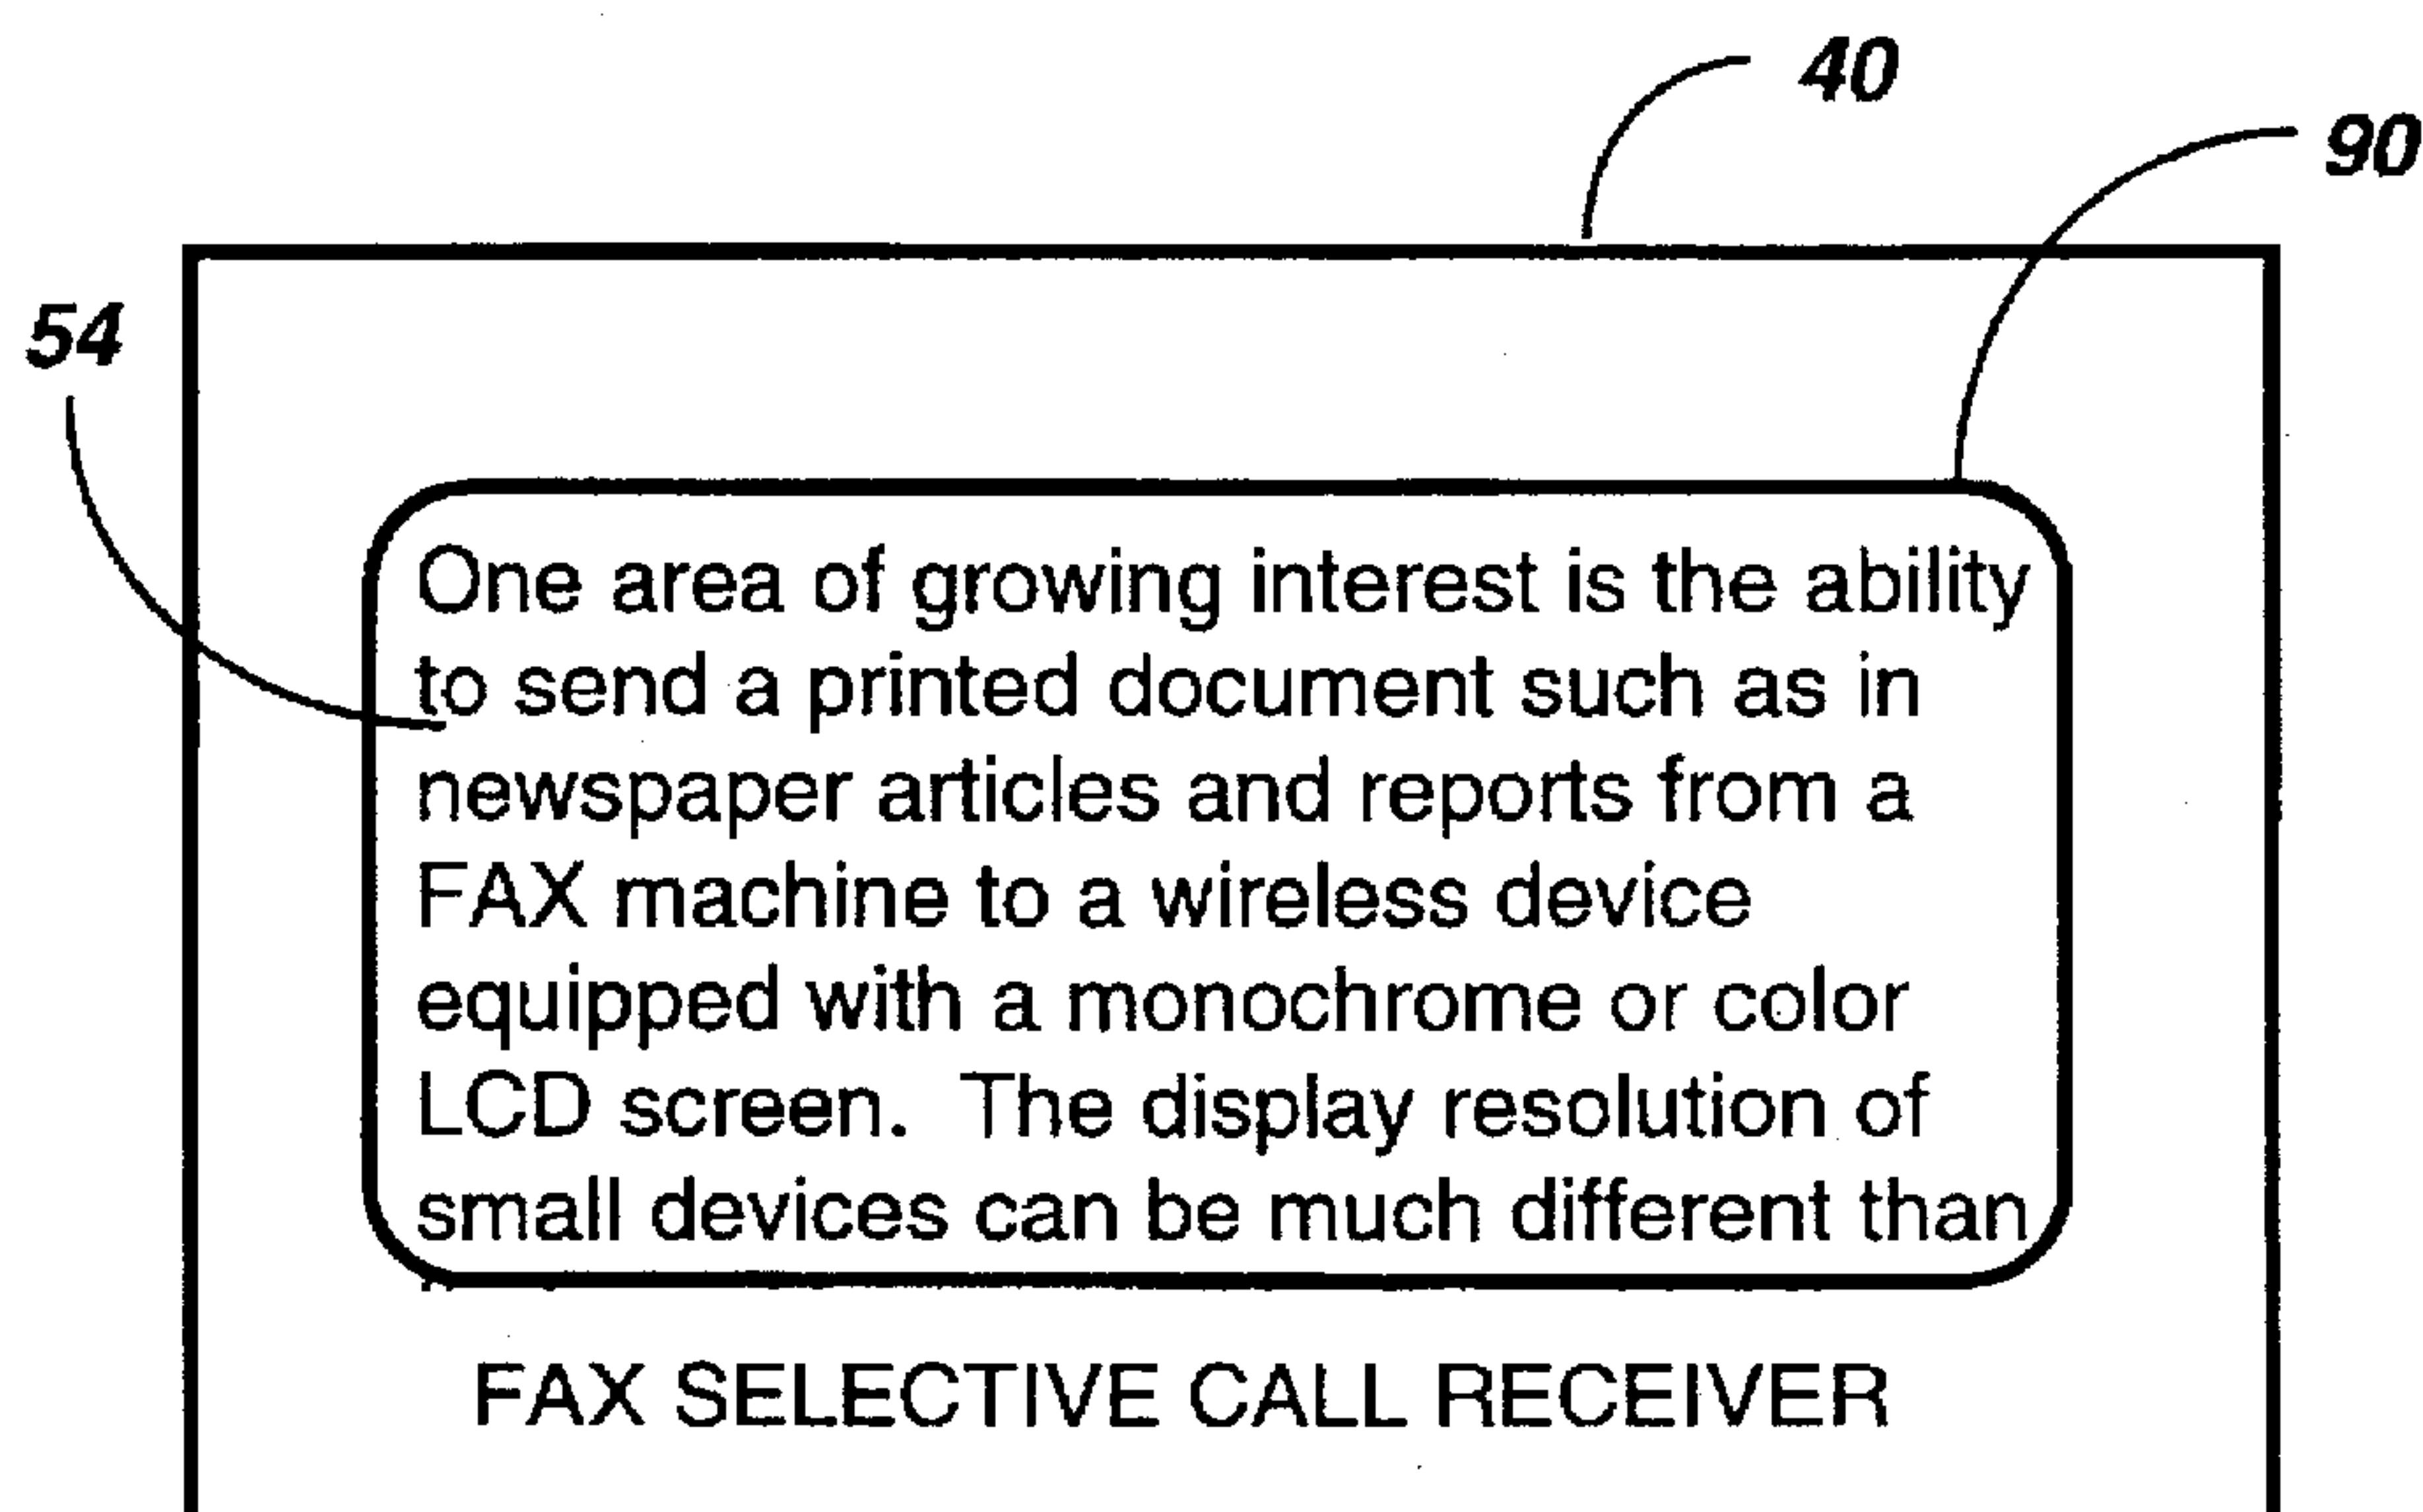 40
90
54
One area of growing interest is the ability
to send a printed document such as in
newspaper articles and reports from a
FAX machine to a wireless device
equipped with a monochrome or color
LCD screen.  The display resolution of
small devices can be much different than
FAX SELECTIVE CALL RECEIVER